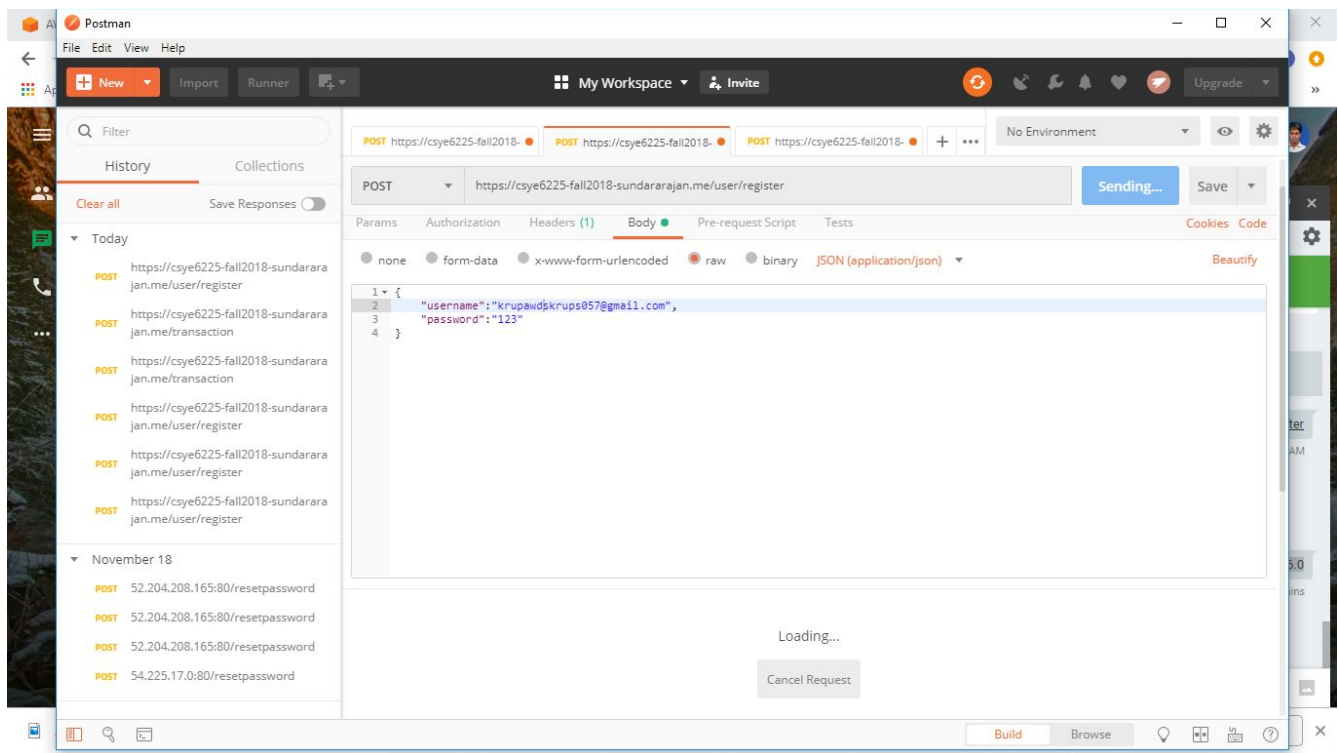 Postman
File Edit View Help
New Import Runner My Workspace Invite Upgrade
Filter
History Collections
Clear all Save Responses
Today
POST https://csye6225-fall2018-sundarara
jan.me/user/register
POST https://csye6225-fall2018-sundarara
jan.me/transaction
POST https://csye6225-fall2018-sundarara
jan.me/transaction
POST https://csye6225-fall2018-sundarara
jan.me/user/register
POST https://csye6225-fall2018-sundarara
jan.me/user/register
POST https://csye6225-fall2018-sundarara
jan.me/user/register
November 18
POST 52.204.208.165:80/resetpassword
POST 52.204.208.165:80/resetpassword
POST 52.204.208.165:80/resetpassword
POST 54.225.17.0:80/resetpassword
POST https://csye6225-fall2018- POST https://csye6225-fall2018- POST https://csye6225-fall2018- + ••• No Environment
POST https://csye6225-fall2018-sundararajan.me/user/register Sending... Save
Params Authorization Headers (1) Body Pre-request Script Tests Cookies Code
none form-data x-www-form-urlencoded raw binary JSON (application/json) Beautify
1 {
2 "username":"krupawdskrups057@gmail.com",
3 "password":"123"
4 }
Loading...
Cancel Request
Build Browse
AM